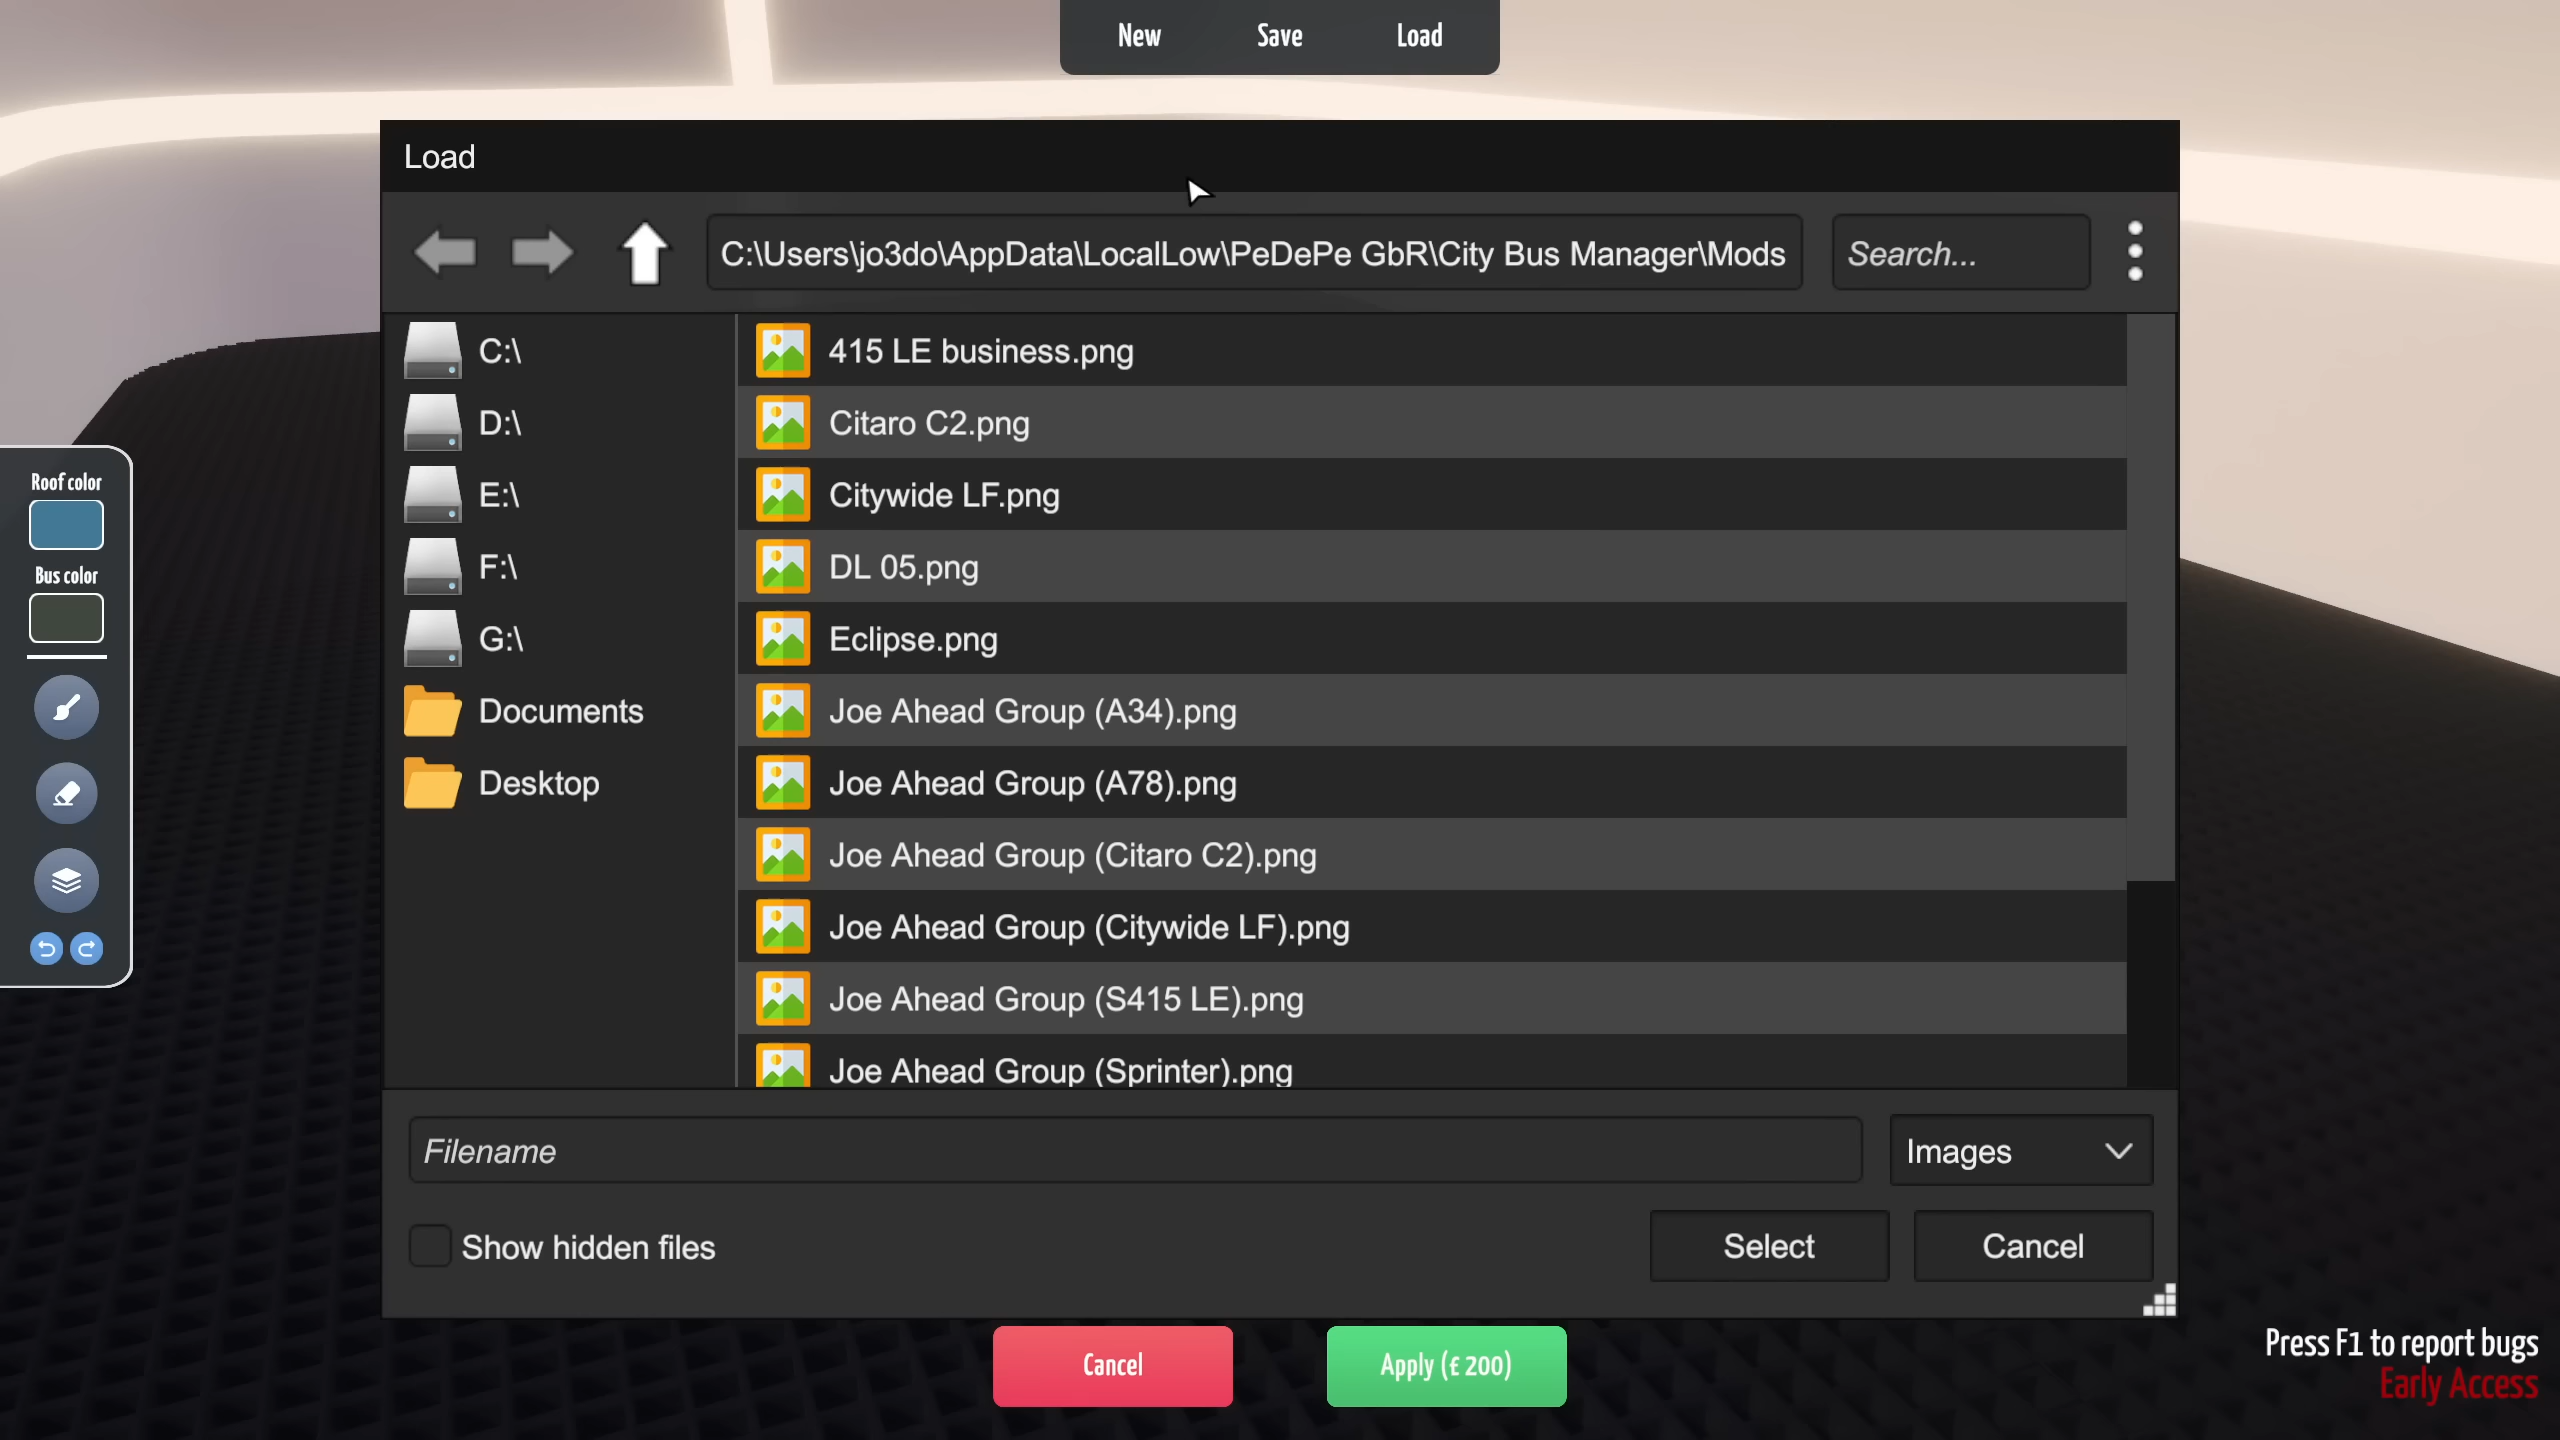 New Save Load
Load
C:\Users\jo3do\AppData\LocalLow\PeDePe GbR\City Bus Manager\Mods
Search...
C:\
D:\
E:\
F:\
G:\
Documents
Desktop
415 LE business.png
Citaro C2.png
Citywide LF.png
DL 05.png
Eclipse.png
Joe Ahead Group (A34).png
Joe Ahead Group (A78).png
Joe Ahead Group (Citaro C2).png
Joe Ahead Group (Citywide LF).png
Joe Ahead Group (S415 LE).png
Joe Ahead Group (Sprinter).png
Roof color
Bus color
Filename
Images
Show hidden files
Select
Cancel
Cancel
Apply (£ 200)
Press F1 to report bugs
Early Access